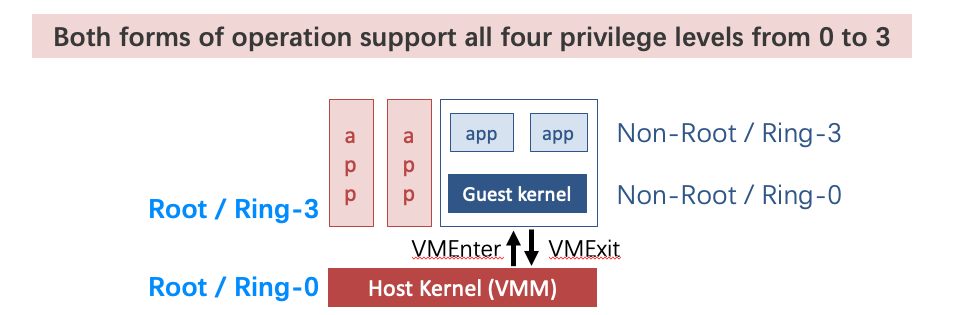 Both forms of operation support all four privilege levels from 0 to 3
app
app
app
app
Non-Root / Ring-3
Guest kernel
Non-Root / Ring-0
Root / Ring-3
VMEnter
VMExit
Root / Ring-0
Host Kernel (VMM)